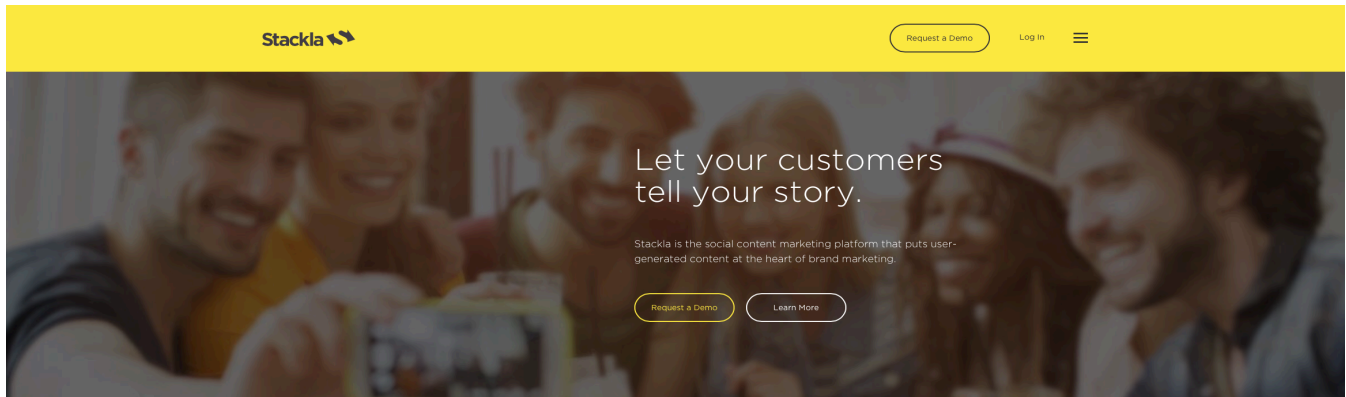 Stackla
Request a Demo
Log In
Let your customers
tell your story.
Stackla is the social content marketing platform that puts user-
generated content at the heart of brand marketing.
Request a Demo
Learn More